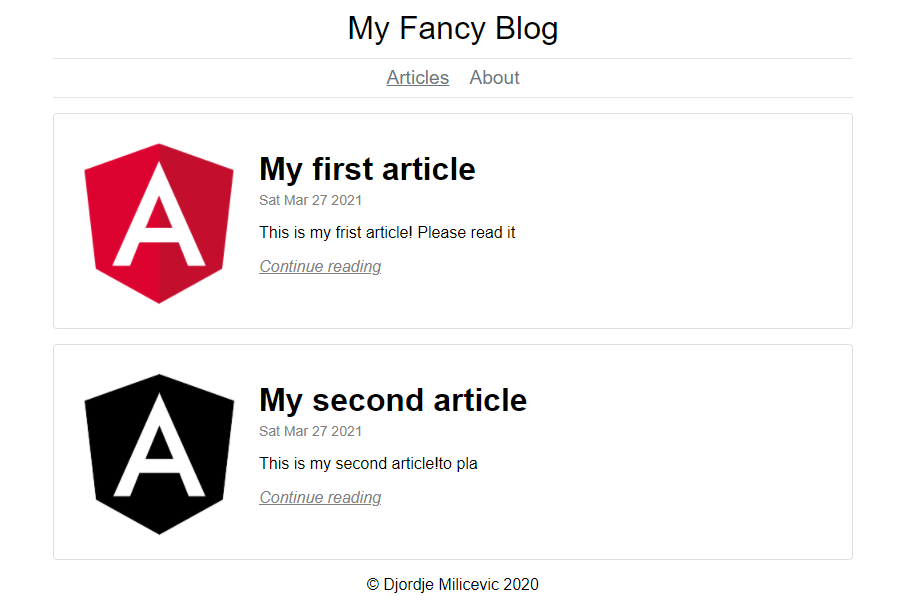 My Fancy Blog
Articles About
A
My first article
Sat Mar 27 2021
This is my frist article! Please read it
Continue reading
A
My second article
Sat Mar 27 2021
This is my second article!to pla
Continue reading
© Djordje Milicevic 2020